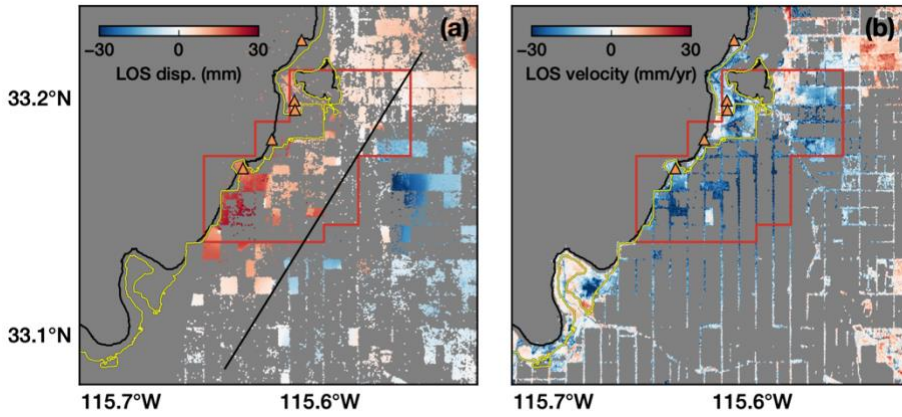 (a)
−30 0 30
LOS disp. (mm)
(b)
−30 0 30
LOS velocity (mm/yr)
33.2°N
33.1°N
115.7°W 115.6°W
115.7°W 115.6°W